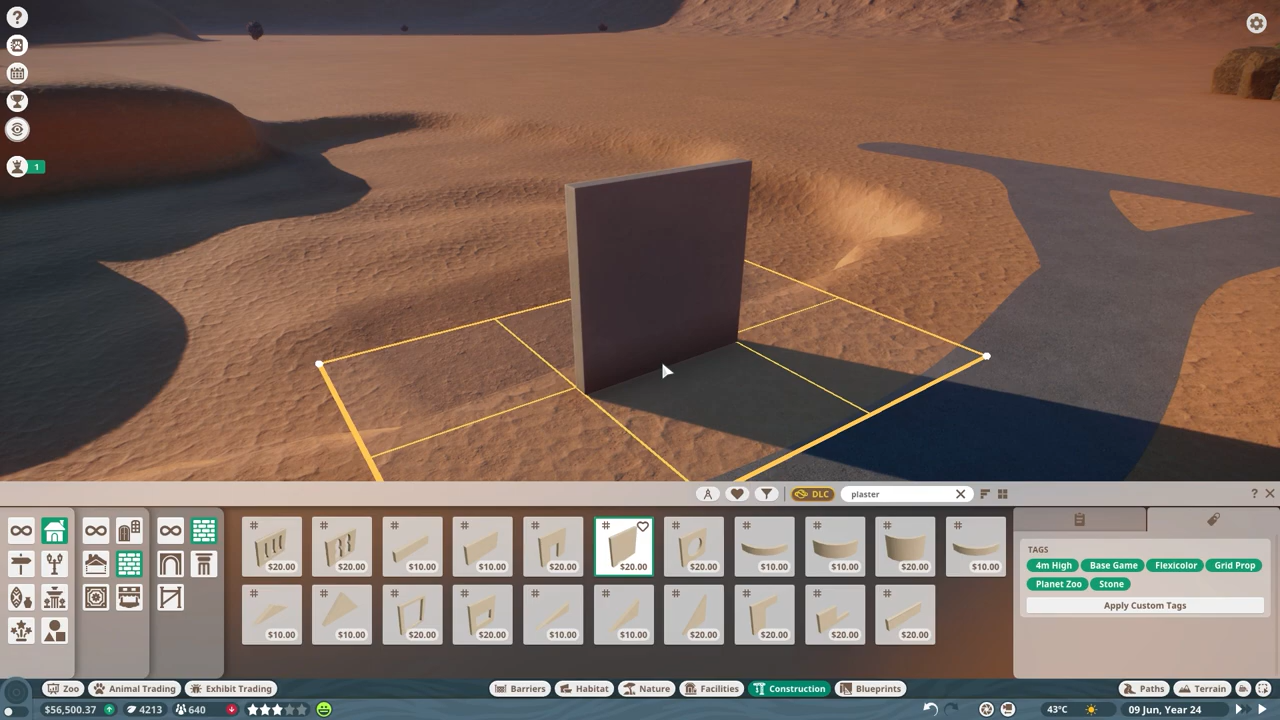 ?
1
DLC
plaster
?
$20.00
$20.00
$10.00
$10.00
$20.00
$20.00
$20.00
$10.00
$10.00
$20.00
$10.00
$10.00
$10.00
$20.00
$20.00
$10.00
$10.00
$20.00
$20.00
$20.00
$20.00
TAGS
4m High
Base Game
Flexicolor
Grid Prop
Planet Zoo
Stone
Apply Custom Tags
Zoo
Animal Trading
Exhibit Trading
Barriers
Habitat
Nature
Facilities
Construction
Blueprints
Paths
Terrain
$56,500.37
4213
640
43°C
09 Jun, Year 24